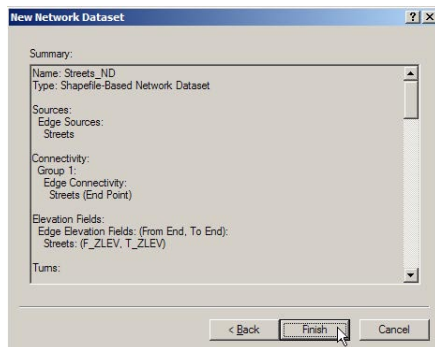 New Network Dataset
Summary:
Name: Streets_ND
Type: Shapefile-Based Network Dataset
Sources:
Edge Sources:
Streets
Connectivity:
Group 1:
Edge Connectivity:
Streets (End Point)
Elevation Fields:
Edge Elevation Fields: (From End, To End):
Streets: (F_ZLEV, T_ZLEV)
Turns:
< Back Finish Cancel